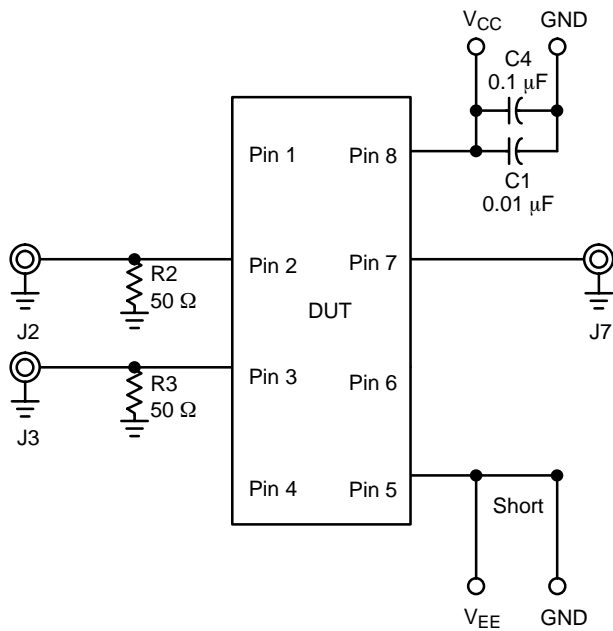 VCC
GND
C4
0.1 μF
Pin 1
Pin 8
C1
0.01 μF
Pin 2
Pin 7
R2
50 Ω
DUT
J2
J7
Pin 3
Pin 6
R3
50 Ω
J3
Pin 4
Pin 5
Short
VEE
GND